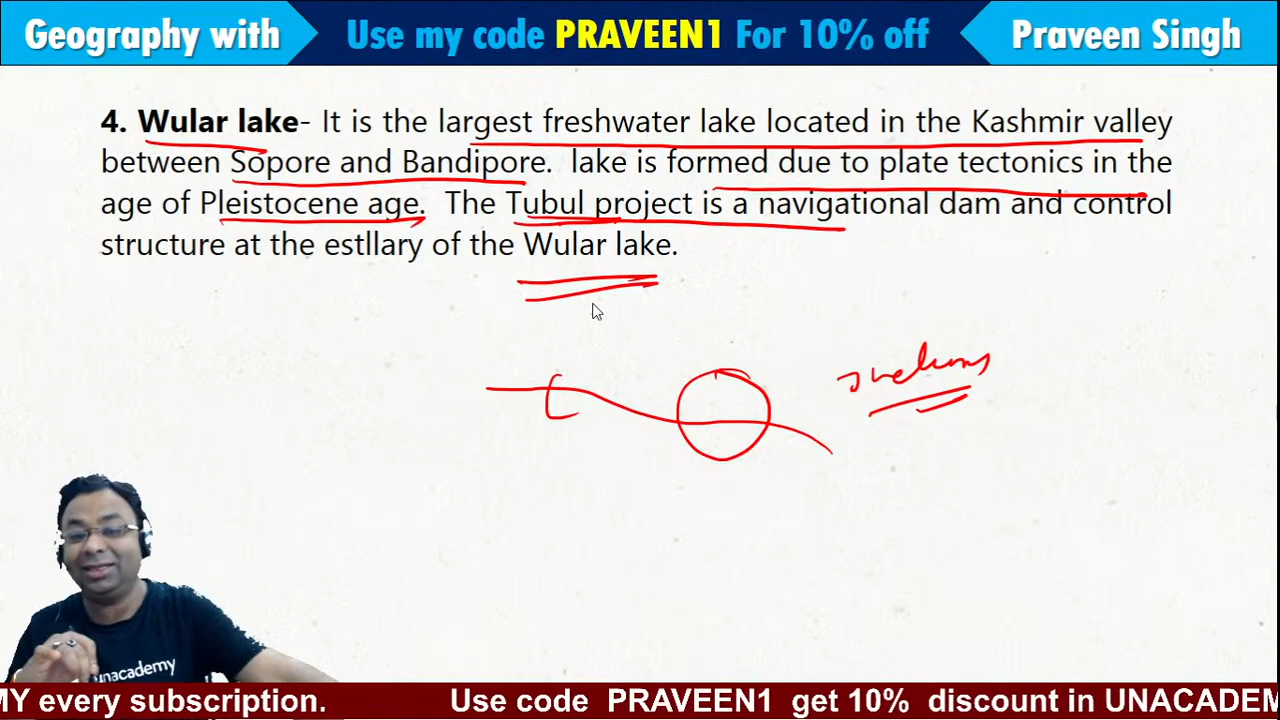 Geography with
Use my code PRAVEEN1 For 10% off
Praveen Singh
4. Wular lake- It is the largest freshwater lake located in the Kashmir valley
between Sopore and Bandipore. lake is formed due to plate tectonics in the
age of Pleistocene age. The Tubul project is a navigational dam and control
structure at the estllary of the Wular lake.
unacademy
MY every subscription. Use code PRAVEEN1 get 10% discount in UNACADEM